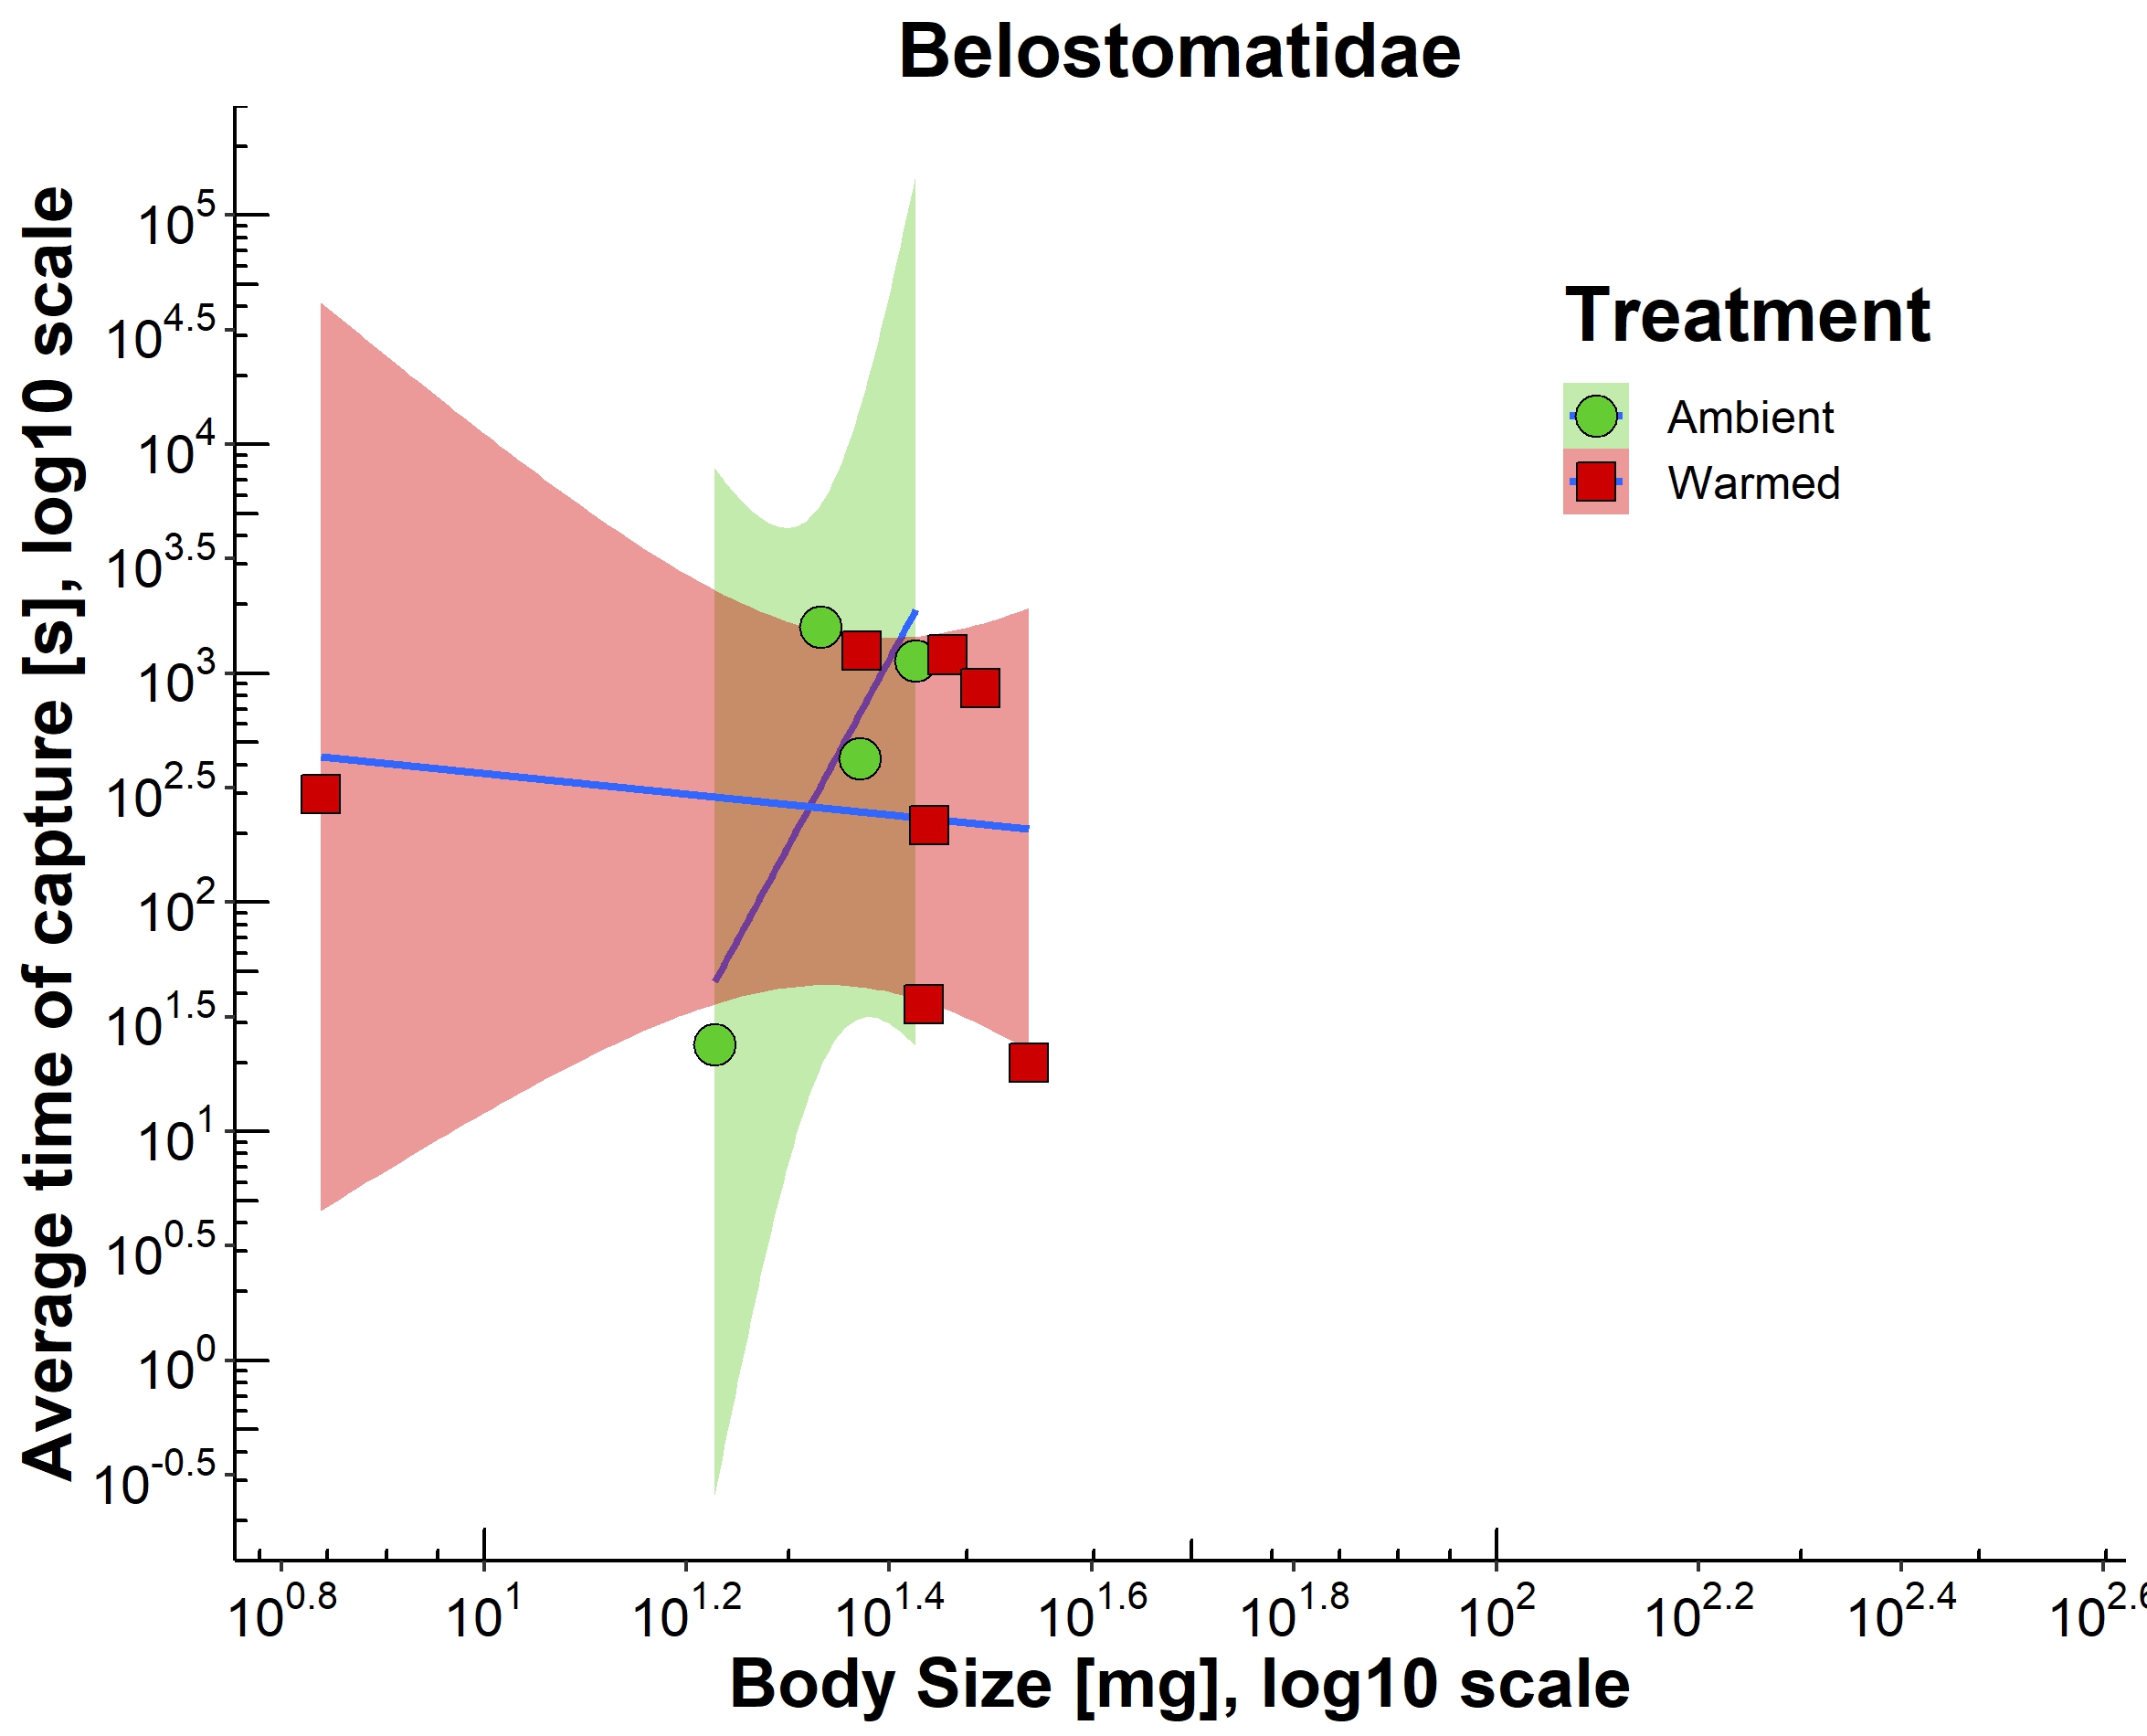 Belostomatidae
Average time of capture [s], log10 scale
10^5
10^4.5
10^4
10^3.5
10^3
10^2.5
10^2
10^1.5
10^1
10^0.5
10^0
10^-0.5
Treatment
Ambient
Warmed
10^0.8 10^1 10^1.2 10^1.4 10^1.6 10^1.8 10^2 10^2.2 10^2.4 10^2.6
Body Size [mg], log10 scale